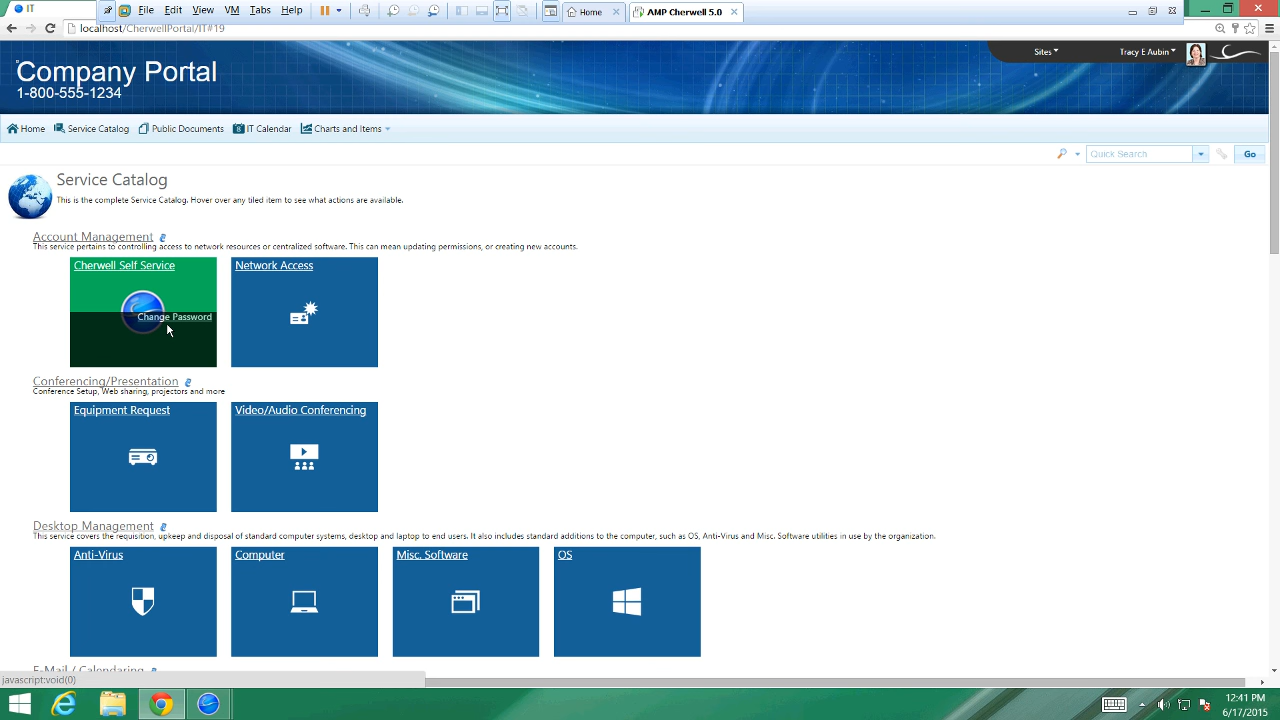 IT File Edit View VM Tabs Help Home AMP Cherwell 5.0
localhost/CherwellPortal/IT#19
Sites Tracy E Aubin
Company Portal
1-800-555-1234
Home Service Catalog Public Documents IT Calendar Charts and Items
Quick Search Go
Service Catalog
This is the complete Service Catalog. Hover over any tiled item to see what actions are available.
Account Management
This service pertains to controlling access to network resources or centralized software. This can mean updating permissions, or creating new accounts.
Cherwell Self Service Network Access
Change Password
Conferencing/Presentation
Conference Setup, Web sharing, projectors and more
Equipment Request Video/Audio Conferencing
Desktop Management
This service covers the requisition, upkeep and disposal of standard computer systems, desktop and laptop to end users. It also includes standard additions to the computer, such as OS, Anti-Virus and Misc. Software utilities in use by the organization.
Anti-Virus Computer Misc. Software OS
E-Mail / Calendaring
javascript:void(0)
12:41 PM
6/17/2015